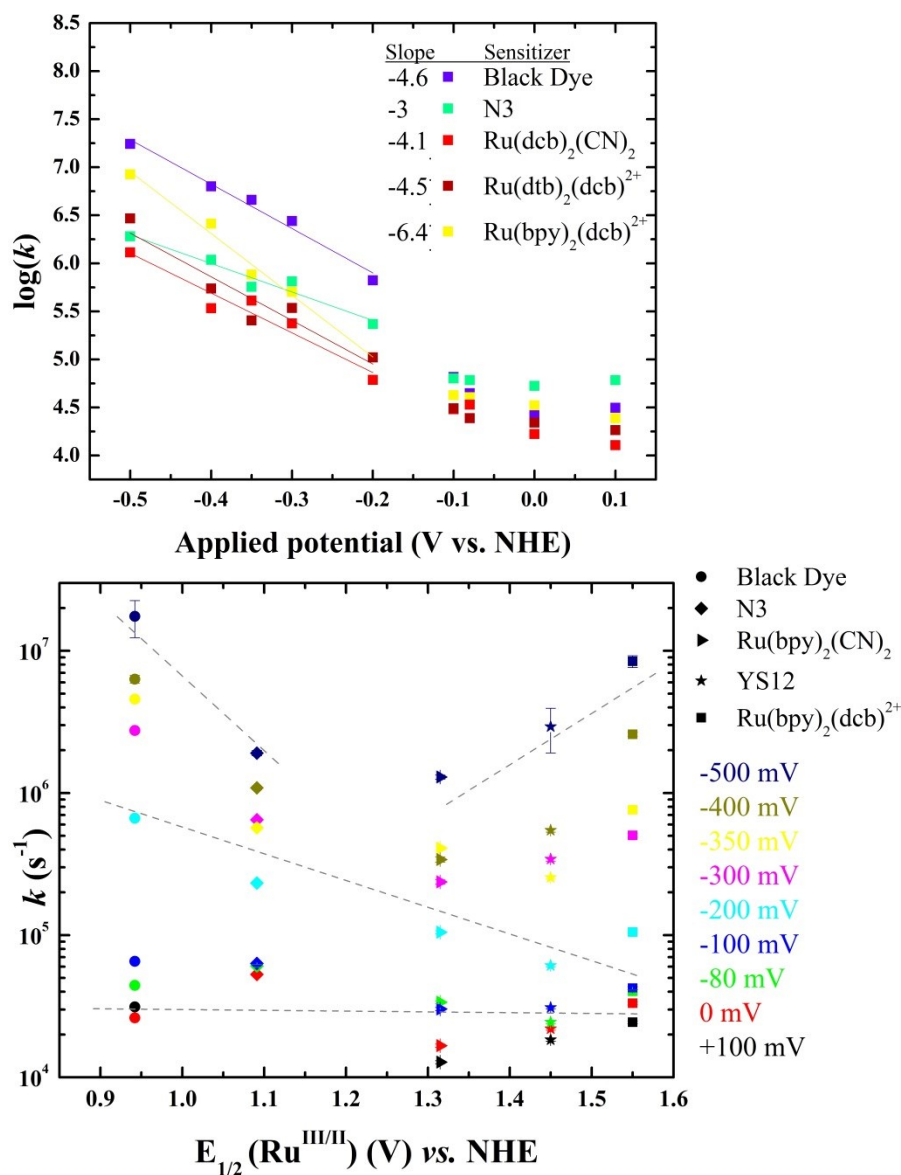 8.5
8.0
7.5
7.0
6.5
6.0
5.5
5.0
4.5
4.0
log(k)
Slope Sensitizer
-4.6 Black Dye
-3 N3
-4.1 Ru(dcb)₂(CN)₂
-4.5 Ru(dtb)₂(dcb)²⁺
-6.4 Ru(bpy)₂(dcb)²⁺
-0.5 -0.4 -0.3 -0.2 -0.1 0.0 0.1
Applied potential (V vs. NHE)
10⁷
10⁶
10⁵
10⁴
k (s⁻¹)
0.9 1.0 1.1 1.2 1.3 1.4 1.5 1.6
E₁/₂ (Ruᴵᴵᴵ/ᴵᴵ) (V) vs. NHE
Black Dye
N3
Ru(bpy)₂(CN)₂
YS12
Ru(bpy)₂(dcb)²⁺
-500 mV
-400 mV
-350 mV
-300 mV
-200 mV
-100 mV
-80 mV
0 mV
+100 mV